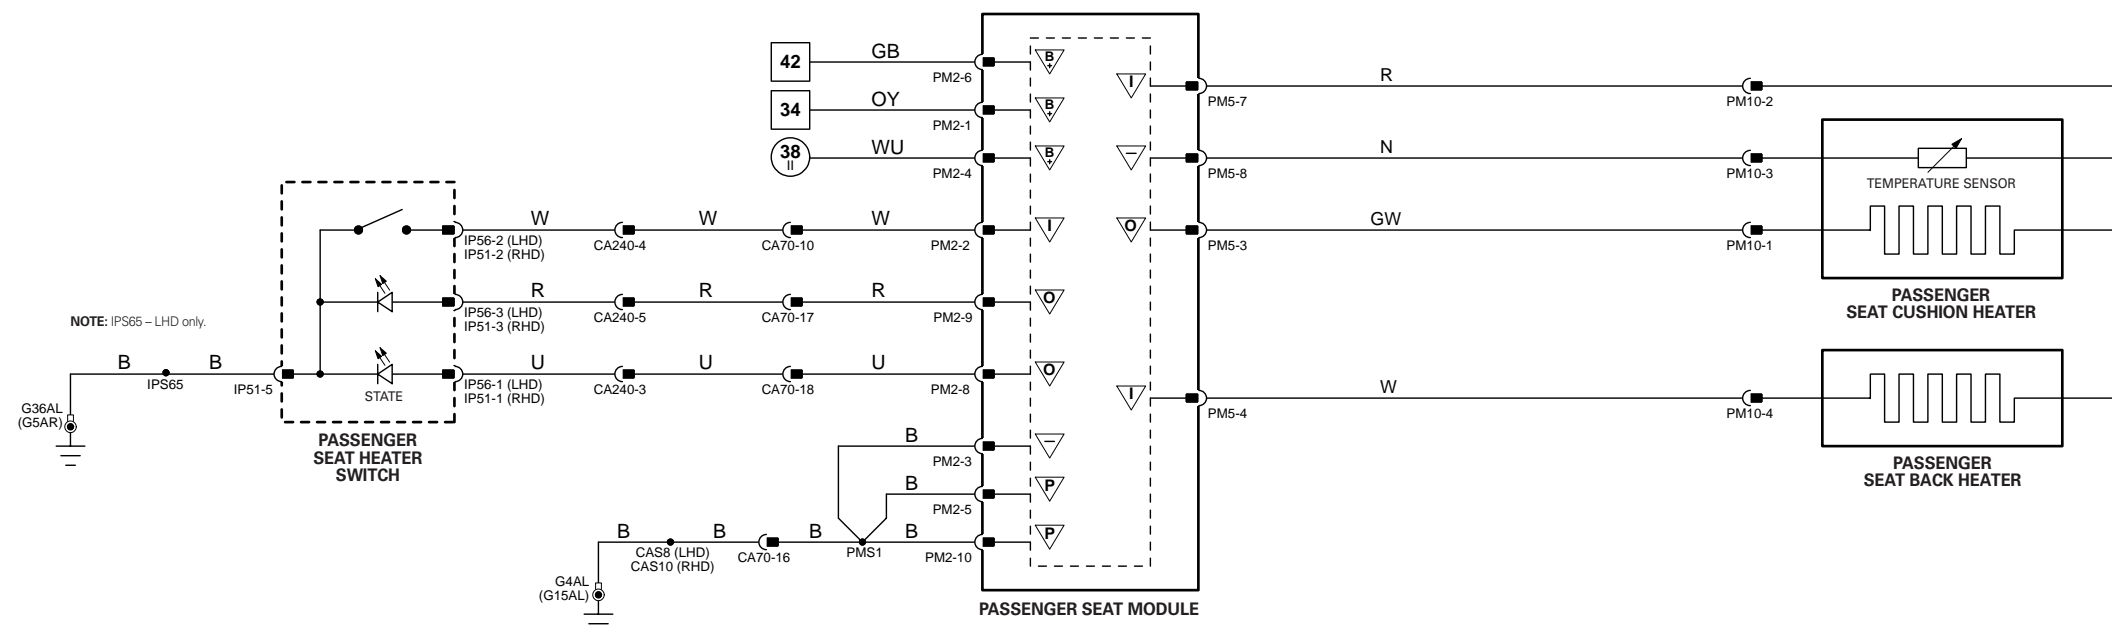 42
GB
PM2-6
B+
34
OY
PM2-1
B+
38
II
WU
PM2-4
B+
I
R
PM5-7
PM10-2
–
N
PM5-8
PM10-3
TEMPERATURE SENSOR
O
GW
PM5-3
PM10-1
PASSENGER
SEAT CUSHION HEATER
W
IP56-2 (LHD)
IP51-2 (RHD)
CA240-4
W
CA70-10
W
PM2-2
I
R
IP56-3 (LHD)
IP51-3 (RHD)
CA240-5
R
CA70-17
R
PM2-9
O
NOTE: IPS65 – LHD only.
B
IPS65
B
IP51-5
G36AL
(G5AR)
STATE
U
IP56-1 (LHD)
IP51-1 (RHD)
CA240-3
U
CA70-18
U
PM2-8
O
PASSENGER
SEAT HEATER
SWITCH
I
W
PM5-4
PM10-4
PASSENGER
SEAT BACK HEATER
B
PM2-3
–
B
PM2-5
P
B
CAS8 (LHD)
CAS10 (RHD)
B
CA70-16
B
PMS1
B
PM2-10
P
G4AL
(G15AL)
PASSENGER SEAT MODULE